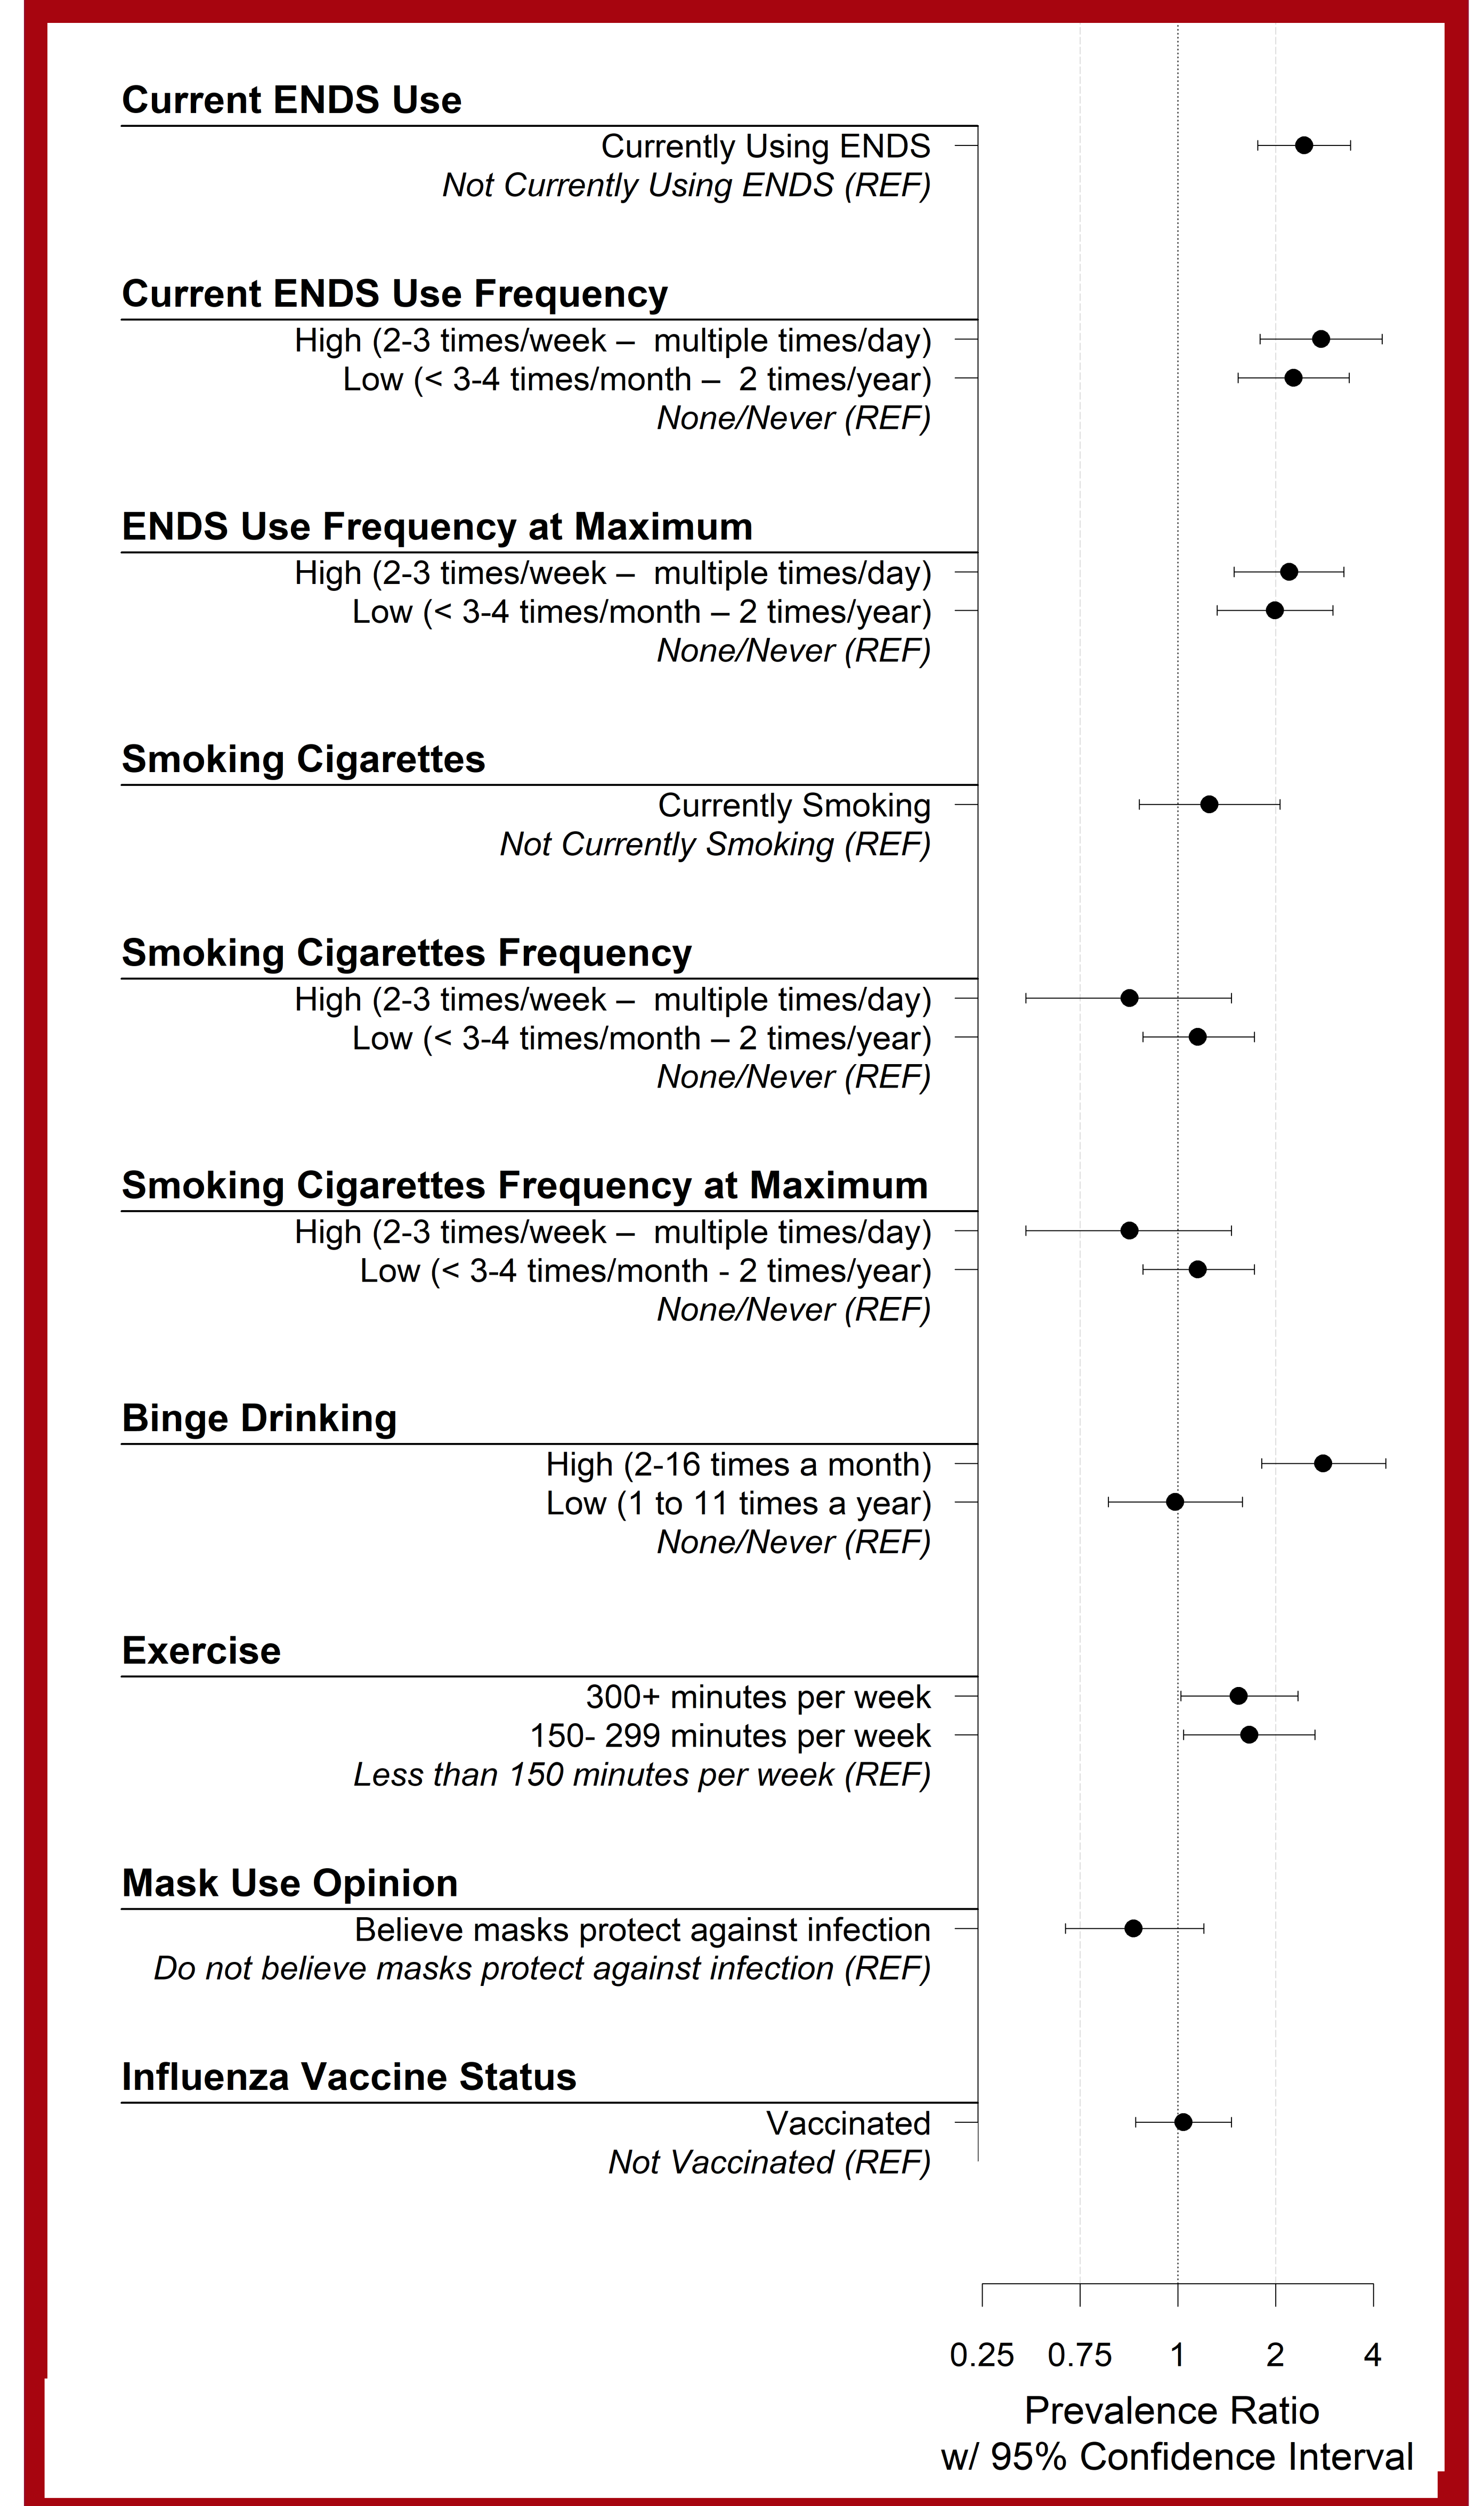 Current ENDS Use
Currently Using ENDS
Not Currently Using ENDS (REF)
Current ENDS Use Frequency
High (2-3 times/week –  multiple times/day)
Low (< 3-4 times/month –  2 times/year)
None/Never (REF)
ENDS Use Frequency at Maximum
High (2-3 times/week –  multiple times/day)
Low (< 3-4 times/month – 2 times/year)
None/Never (REF)
Smoking Cigarettes
Currently Smoking
Not Currently Smoking (REF)
Smoking Cigarettes Frequency
High (2-3 times/week –  multiple times/day)
Low (< 3-4 times/month – 2 times/year)
None/Never (REF)
Smoking Cigarettes Frequency at Maximum
High (2-3 times/week –  multiple times/day)
Low (< 3-4 times/month - 2 times/year)
None/Never (REF)
Binge Drinking
High (2-16 times a month)
Low (1 to 11 times a year)
None/Never (REF)
Exercise
300+ minutes per week
150- 299 minutes per week
Less than 150 minutes per week (REF)
Mask Use Opinion
Believe masks protect against infection
Do not believe masks protect against infection (REF)
Influenza Vaccine Status
Vaccinated
Not Vaccinated (REF)
0.25 0.75 1 2 4
Prevalence Ratio
w/ 95% Confidence Interval